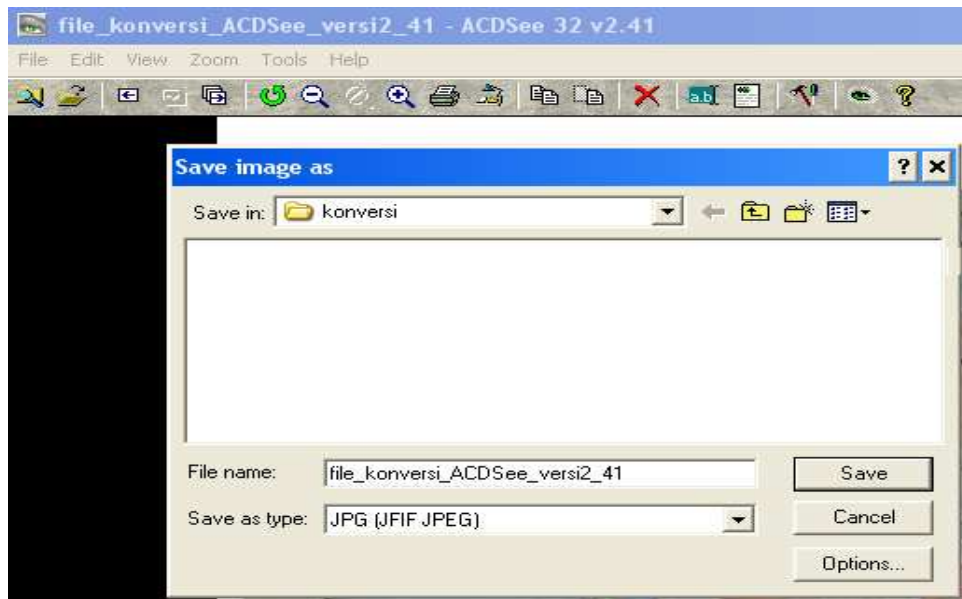 file_konversi_ACDSee_versi2_41 - ACDSee 32 v2.41
File Edit View Zoom Tools Help
a.b
Save image as
Save in: konversi
File name: file_konversi_ACDSee_versi2_41 Save
Save as type: JPG (JFIF JPEG) Cancel
Options...